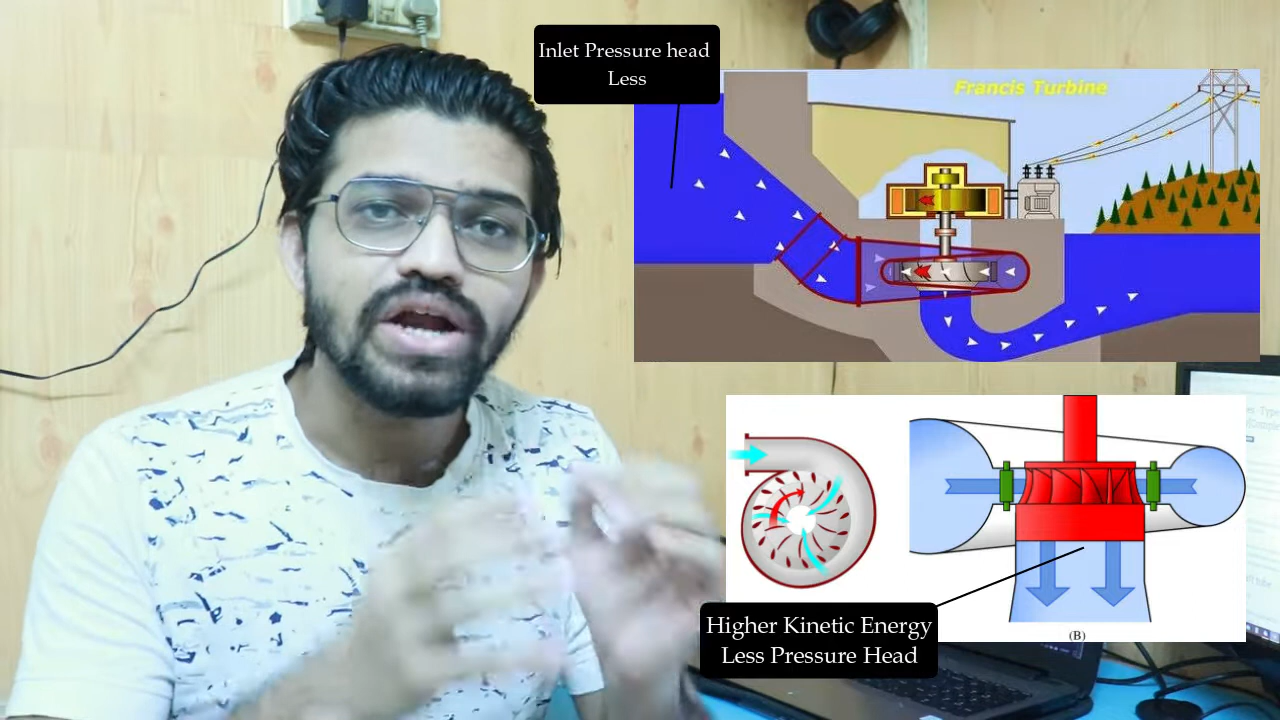 Inlet Pressure head
Less
Francis Turbine
Higher Kinetic Energy
Less Pressure Head
(B)